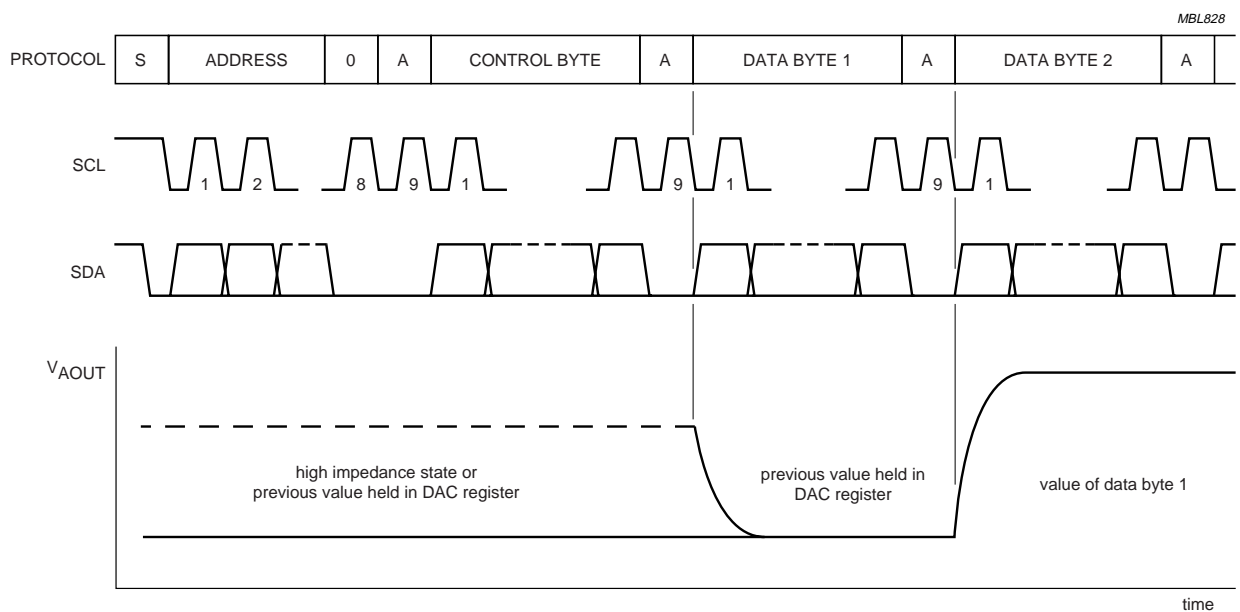 MBL828
PROTOCOL S ADDRESS 0 A CONTROL BYTE A DATA BYTE 1 A DATA BYTE 2 A
SCL 1 2 8 9 1 9 1 9 1
SDA
VAOUT
high impedance state or
previous value held in DAC register
previous value held in
DAC register
value of data byte 1
time